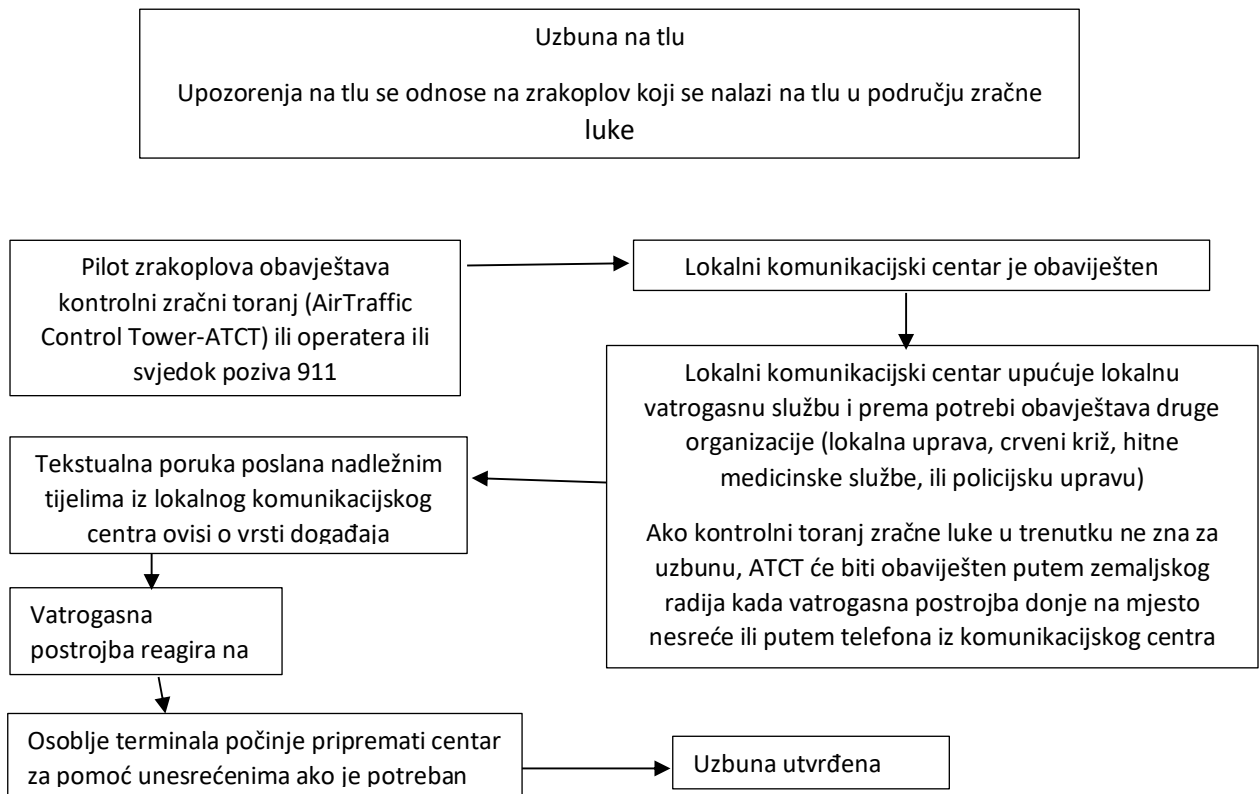 Uzbuna na tlu
Upozorenja na tlu se odnose na zrakoplov koji se nalazi na tlu u području zračne
luke
Pilot zrakoplova obavještava
kontrolni zračni toranj (AirTraffic
Control Tower-ATCT) ili operatera ili
svjedok poziva 911
Lokalni komunikacijski centar je obaviješten
Lokalni komunikacijski centar upućuje lokalnu
vatrogasnu službu i prema potrebi obavještava druge
organizacije (lokalna uprava, crveni križ, hitne
medicinske službe, ili policijsku upravu)
Ako kontrolni toranj zračne luke u trenutku ne zna za
uzbunu, ATCT će biti obaviješten putem zemaljskog
radija kada vatrogasna postrojba donje na mjesto
nesreće ili putem telefona iz komunikacijskog centra
Tekstualna poruka poslana nadležnim
tijelima iz lokalnog komunikacijskog
centra ovisi o vrsti događaja
Vatrogasna
postrojba reagira na
Osoblje terminala počinje pripremati centar
za pomoć unesrećenima ako je potreban
Uzbuna utvrđena